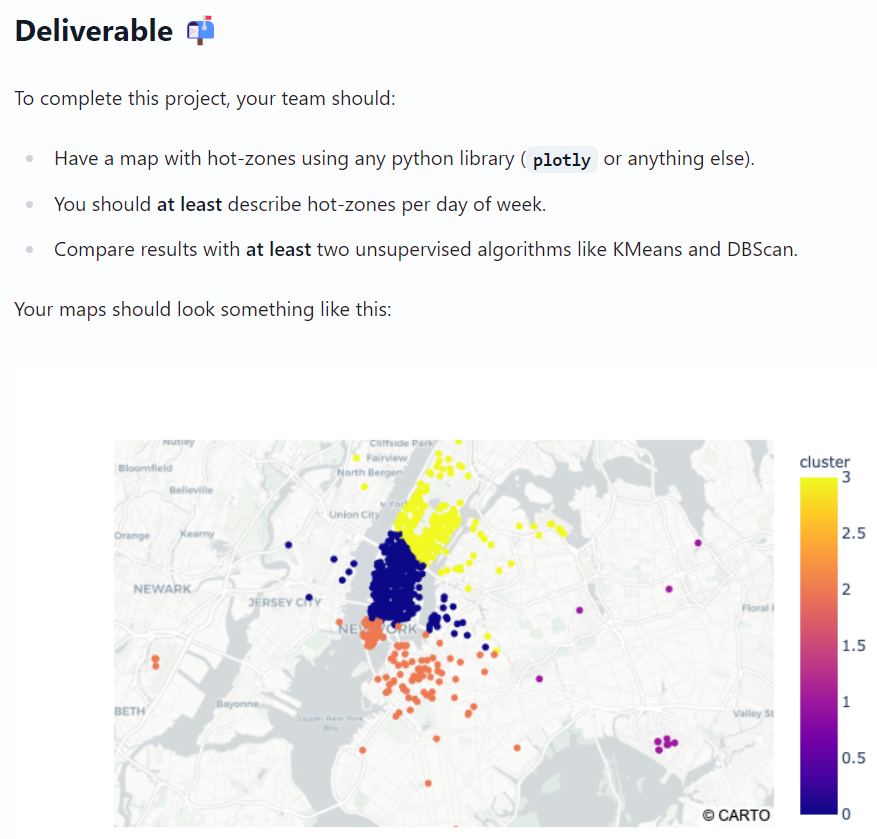 Deliverable
To complete this project, your team should:
Have a map with hot-zones using any python library ( plotly or anything else).
You should at least describe hot-zones per day of week.
Compare results with at least two unsupervised algorithms like KMeans and DBScan.
Your maps should look something like this:
Nutley
Cliffside Park
Fairview
Bloomfield
North Bergen
Belleville
Union City
Orange
Kearny
NEWARK
JERSEY CITY
NEW YORK
BETH
Bayonne
Upper New York
Bay
Floral
Valley St
© CARTO
cluster
3
2.5
2
1.5
1
0.5
0